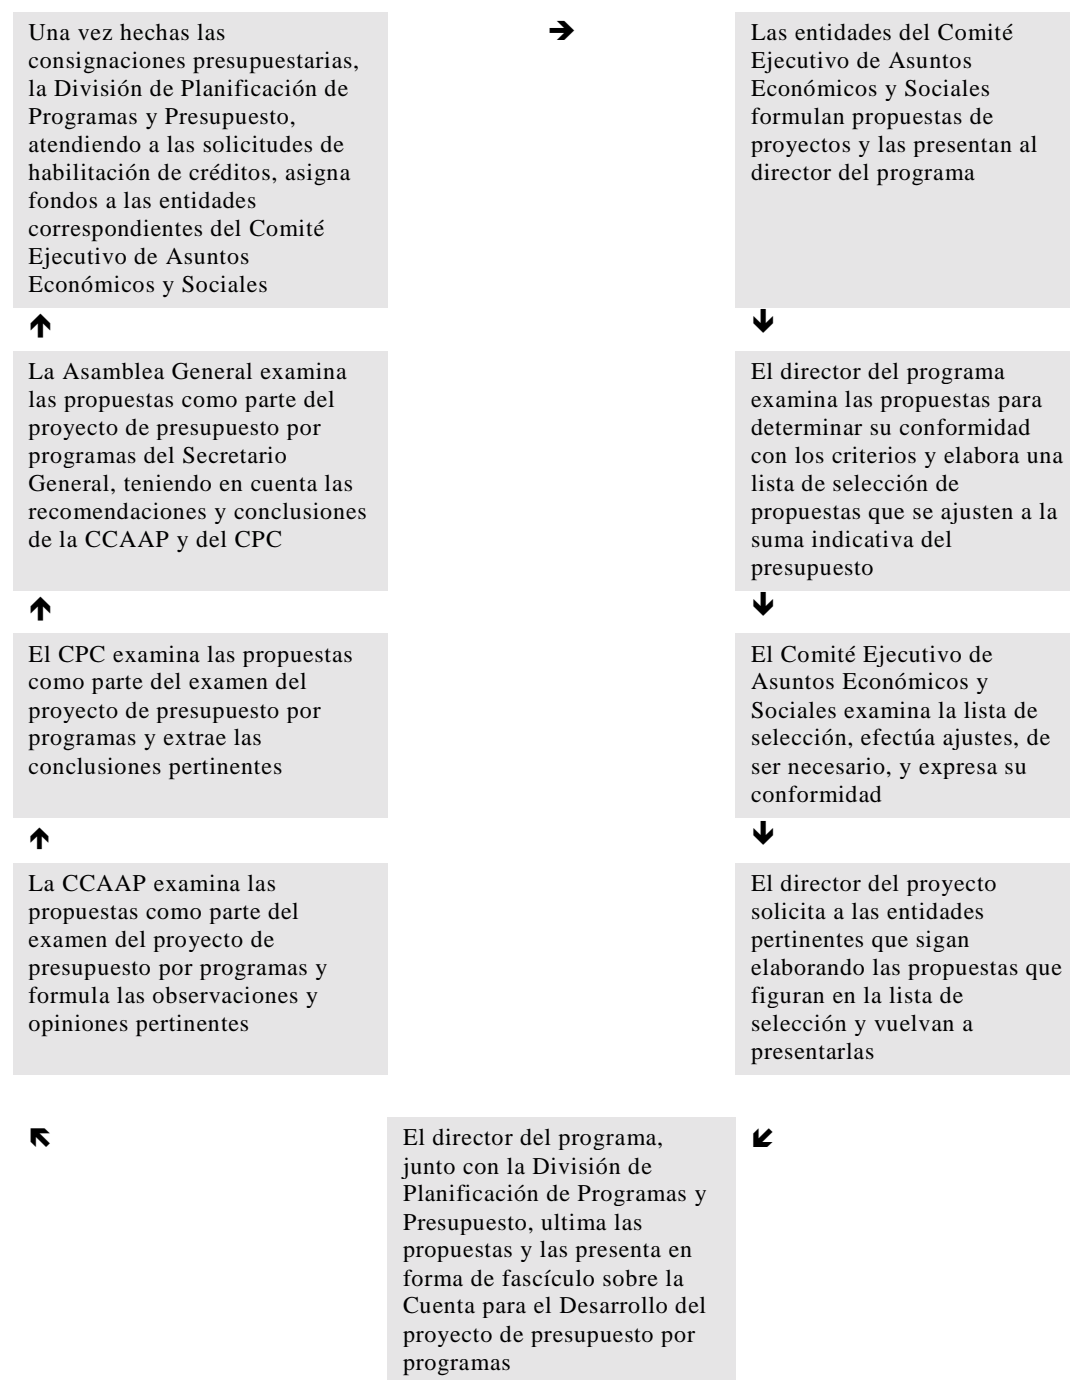 Una vez hechas las
consignaciones presupuestarias,
la División de Planificación de
Programas y Presupuesto,
atendiendo a las solicitudes de
habilitación de créditos, asigna
fondos a las entidades
correspondientes del Comité
Ejecutivo de Asuntos
Económicos y Sociales
Las entidades del Comité
Ejecutivo de Asuntos
Económicos y Sociales
formulan propuestas de
proyectos y las presentan al
director del programa
La Asamblea General examina
las propuestas como parte del
proyecto de presupuesto por
programas del Secretario
General, teniendo en cuenta las
recomendaciones y conclusiones
de la CCAAP y del CPC
El director del programa
examina las propuestas para
determinar su conformidad
con los criterios y elabora una
lista de selección de
propuestas que se ajusten a la
suma indicativa del
presupuesto
El CPC examina las propuestas
como parte del examen del
proyecto de presupuesto por
programas y extrae las
conclusiones pertinentes
El Comité Ejecutivo de
Asuntos Económicos y
Sociales examina la lista de
selección, efectúa ajustes, de
ser necesario, y expresa su
conformidad
La CCAAP examina las
propuestas como parte del
examen del proyecto de
presupuesto por programas y
formula las observaciones y
opiniones pertinentes
El director del proyecto
solicita a las entidades
pertinentes que sigan
elaborando las propuestas que
figuran en la lista de
selección y vuelvan a
presentarlas
El director del programa,
junto con la División de
Planificación de Programas y
Presupuesto, ultima las
propuestas y las presenta en
forma de fascículo sobre la
Cuenta para el Desarrollo del
proyecto de presupuesto por
programas